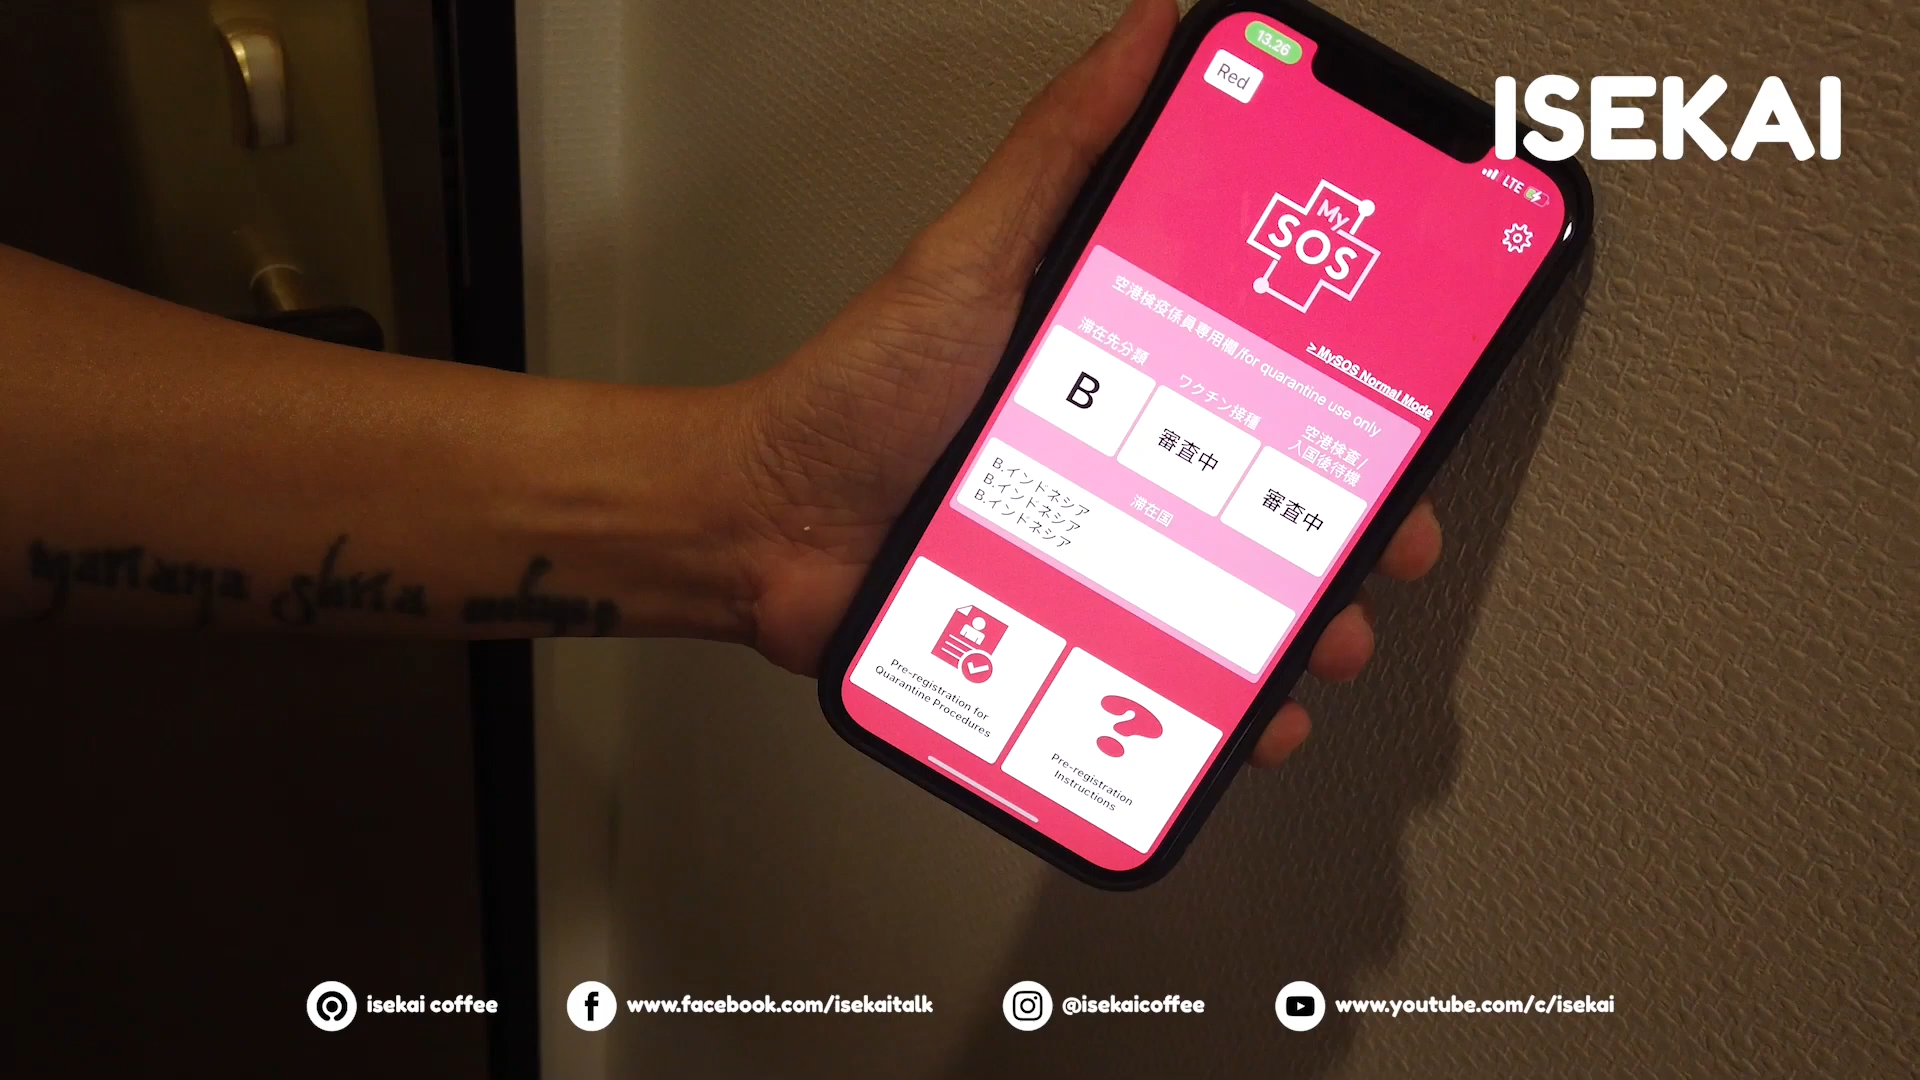 13.26
Red
ISEKAI
LTE
My
SOS
> MySOS Normal Mode
空港検疫係員専用欄/for quarantine use only
滞在先分類
B
ワクチン接種
審査中
空港検査/
入国後待機
審査中
滞在国
B.インドネシア
B.インドネシア
B.インドネシア
Pre-registration for
Quarantine Procedures
Pre-registration
Instructions
isekai coffee
www.facebook.com/isekaitalk
@isekaicoffee
www.youtube.com/c/isekai